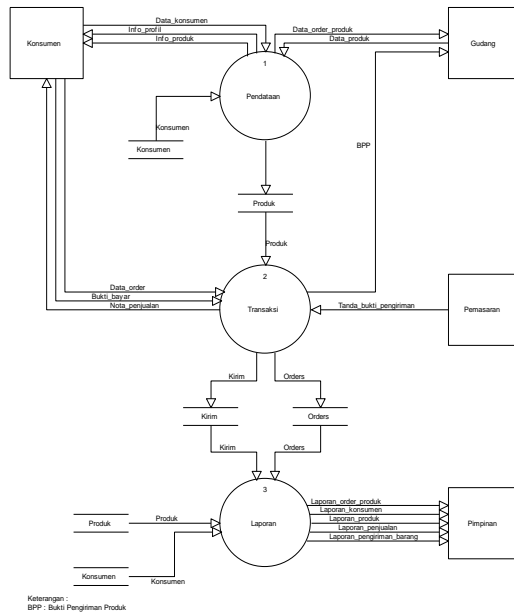 Data_konsumen
Konsumen
Info_profil
Info_produk
Data_order_produk
Data_produk
Gudang
1
Pendataan
Konsumen
Konsumen
BPP
Produk
Produk
2
Transaksi
Data_order
Bukti_bayar
Nota_penjualan
Tanda_bukti_pengiriman
Pemasaran
Kirim
Orders
Kirim
Orders
Kirim
Orders
3
Laporan
Produk
Produk
Konsumen
Konsumen
Laporan_order_produk
Laporan_konsumen
Laporan_produk
Laporan_penjualan
Laporan_pengiriman_barang
Pimpinan
Keterangan :
BPP : Bukti Pengiriman Produk